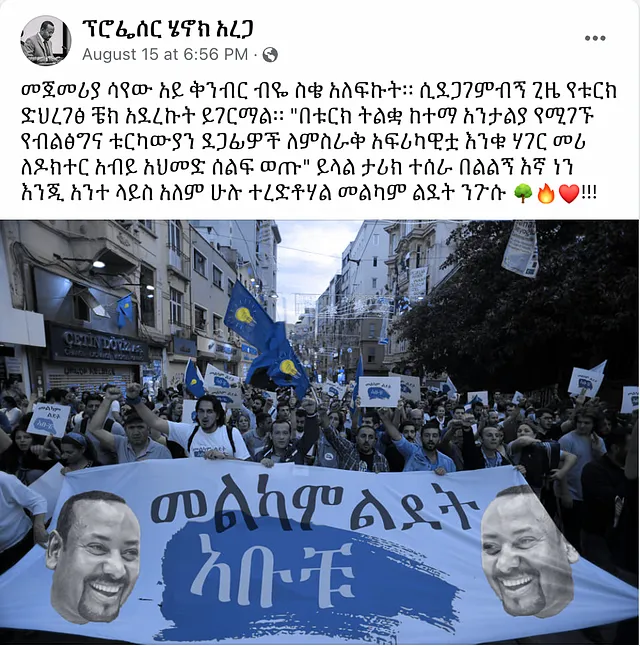 ፕሮፌሰር ሄኖክ አረጋ
August 15 at 6:56 PM ·
መጀመሪያ ሳየው አይ ቅንብር ብዬ ስቄ አለፍኩት፡፡ ሲደጋገምብኝ ጊዜ የቱርክ
ድህረገፅ ቼክ አደረኩት ይገርማል፡፡ "በቱርክ ትልቋ ከተማ አንታልያ የሚገኙ
የብልፅግና ቱርካውያን ደጋፊዎች ለምስራቅ አፍሪካዊቷ እንቁ ሃገር መሪ
ለዶክተር አብይ አህመድ ሰልፍ ወጡ" ይላል ታሪክ ተሰራ በልልኝ እኛ ነን
እንጂ አንተ ላይስ አለም ሁሉ ተረድቶሃል መልካም ልደት ንጉሱ 🌳🔥❤️!!!
ÇETİNDÖVİZ
መልካም ልደት
አቡቹ